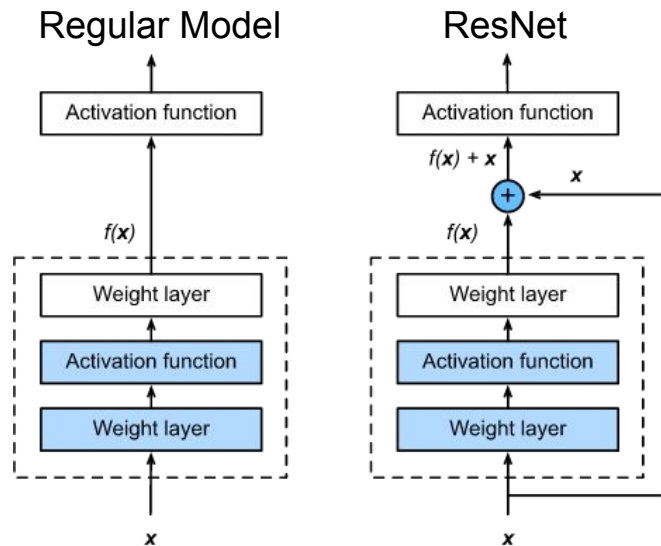 Regular Model
Activation function
f(x)
Weight layer
Activation function
Weight layer
x
ResNet
Activation function
f(x) + x
x
+
f(x)
Weight layer
Activation function
Weight layer
x